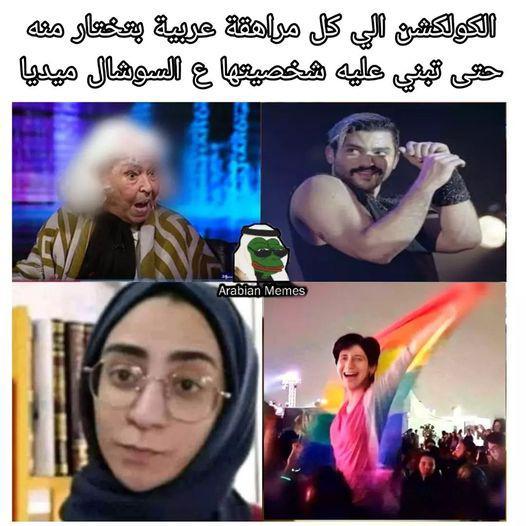 الكولكشن الي كل مراهقة عربية بتختار منه
حتى تبني عليه شخصيتها ع السوشال ميديا
Arabian Memes